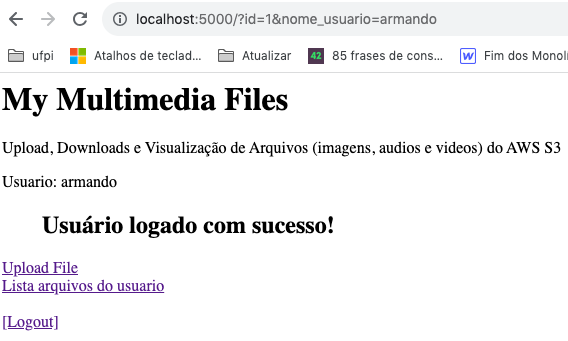 localhost:5000/?id=1&nome_usuario=armando
ufpi Atalhos de teclad... Atualizar 42 85 frases de cons... W Fim dos Monol
My Multimedia Files
Upload, Downloads e Visualização de Arquivos (imagens, audios e videos) do AWS S3
Usuario: armando
Usuário logado com sucesso!
Upload File
Lista arquivos do usuario
[Logout]